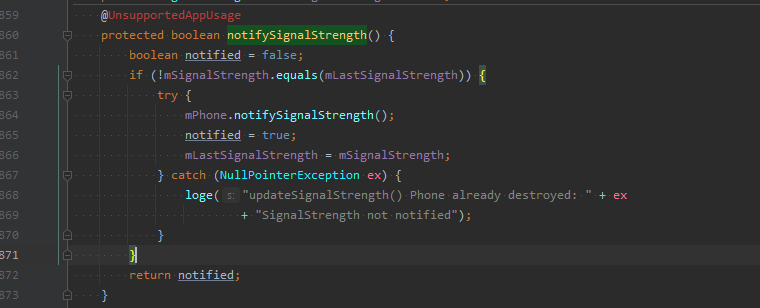 859 @UnsupportedAppUsage
860 protected boolean notifySignalStrength() {
861 boolean notified = false;
862 if (!mSignalStrength.equals(mLastSignalStrength)) {
863 try {
864 mPhone.notifySignalStrength();
865 notified = true;
866 mLastSignalStrength = mSignalStrength;
867 } catch (NullPointerException ex) {
868 loge( s: "updateSignalStrength() Phone already destroyed: " + ex
869 + "SignalStrength not notified");
870 }
871 }
872 return notified;
873 }